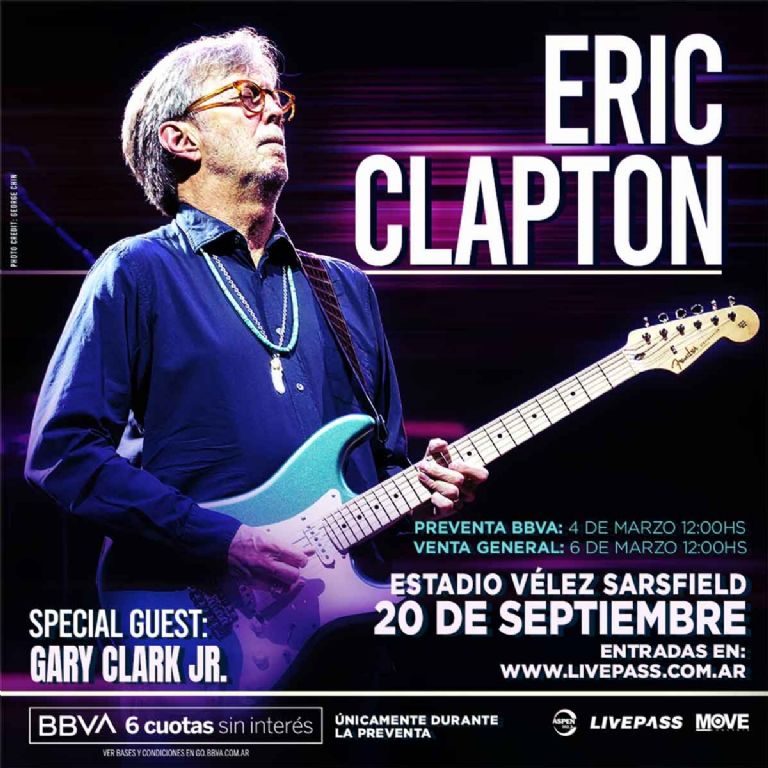 ERIC
CLAPTON
PHOTO CREDIT: GEORGE CHIN
Fender
PREVENTA BBVA: 4 DE MARZO 12:00HS
VENTA GENERAL: 6 DE MARZO 12:00HS
ESTADIO VÉLEZ SARSFIELD
20 DE SEPTIEMBRE
ENTRADAS EN:
WWW.LIVEPASS.COM.AR
SPECIAL GUEST:
GARY CLARK JR.
BBVA 6 cuotas sin interés
ÚNICAMENTE DURANTE
LA PREVENTA
VER BASES Y CONDICIONES EN GO.BBVA.COM.AR
ASPEN
LIVEPASS
MOVE